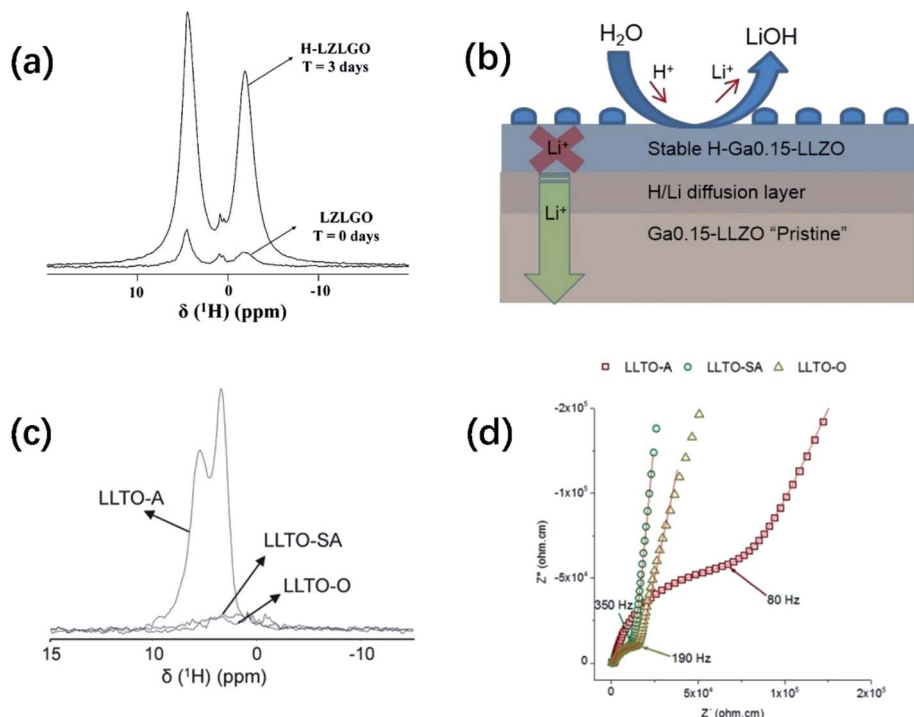 (a)
H-LZLGO
T = 3 days
LZLGO
T = 0 days
10 0 -10
δ (¹H) (ppm)
(b)
H₂O
LiOH
H⁺
Li⁺
Li⁺
Stable H-Ga0.15-LLZO
H/Li diffusion layer
Li⁺
Ga0.15-LLZO “Pristine”
(c)
LLTO-A
LLTO-SA
LLTO-O
15 10 0 -10
δ (¹H) (ppm)
(d)
LLTO-A LLTO-SA LLTO-O
-2x10⁵
-1x10⁵
-5x10⁴
0
Z" (ohm.cm)
350 Hz
80 Hz
190 Hz
0 5x10⁴ 1x10⁵ 2x10⁵
Z' (ohm.cm)